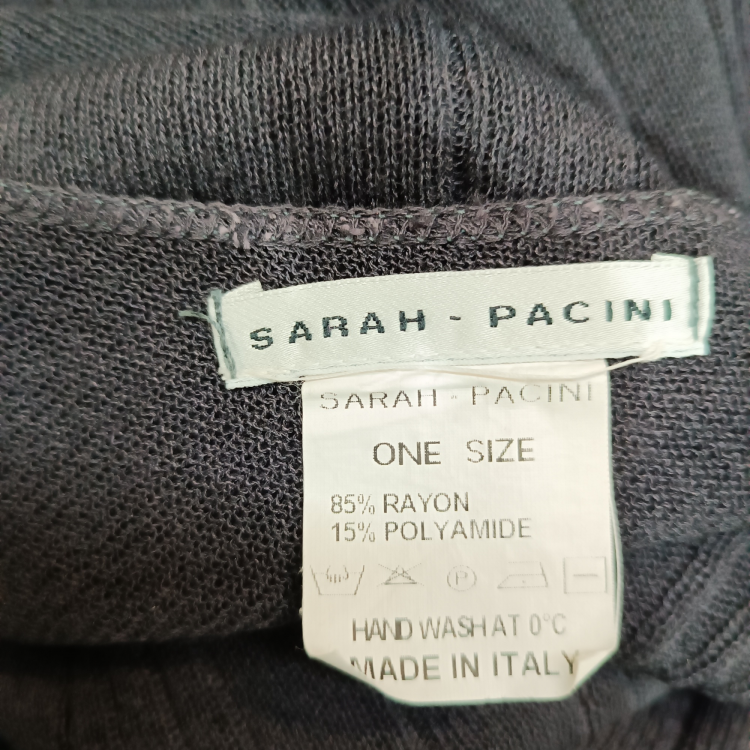 SARAH - PACINI
SARAH - PACINI
ONE SIZE
85% RAYON
15% POLYAMIDE
P
HAND WASH AT 0°C
MADE IN ITALY